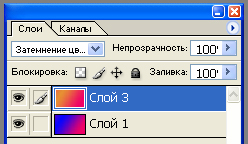 Слои Каналы
Затемнение цв... Непрозрачность: 100°
Блокировка: Заливка: 100°
Слой 3
Слой 1